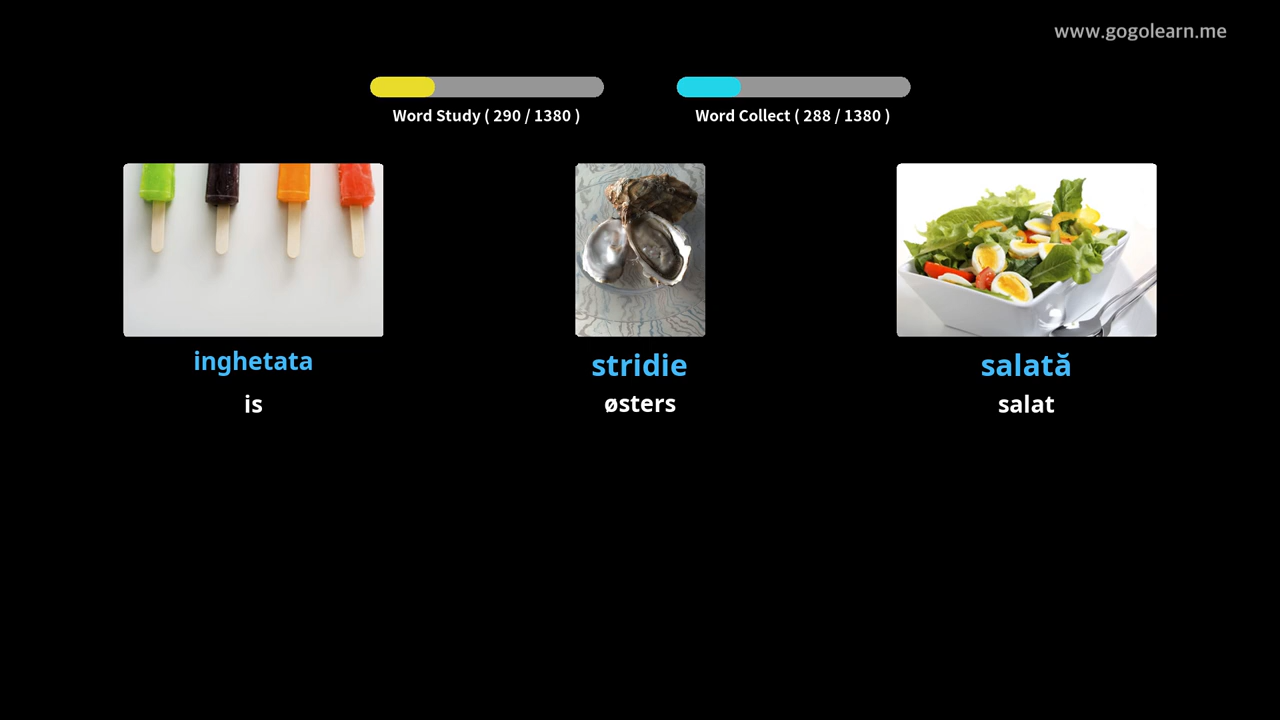 www.gogolearn.me
Word Study ( 290 / 1380 )
Word Collect ( 288 / 1380 )
inghetata
is
stridie
østers
salată
salat